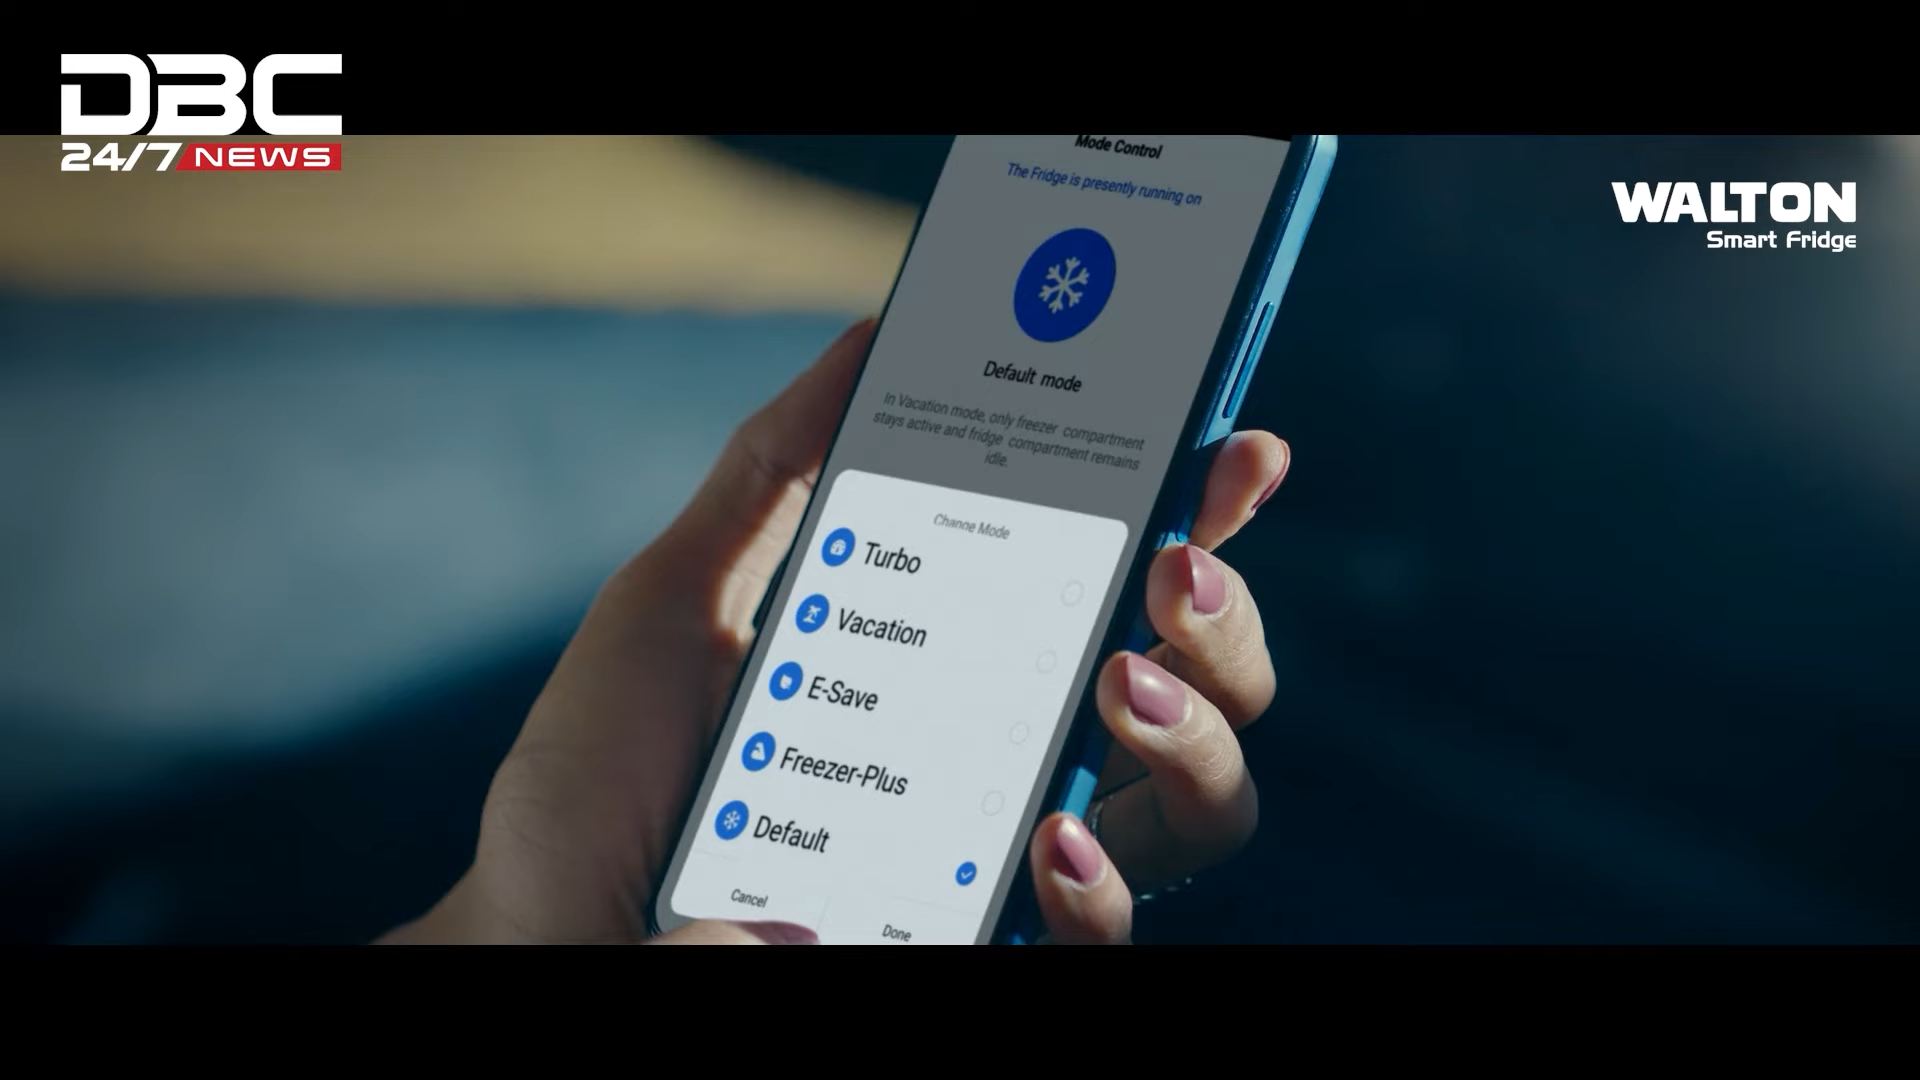 DBC
24/7 NEWS
WALTON
Smart Fridge
Mode Control
The Fridge is presently running on
Default mode
In Vacation mode, only freezer compartment
stays active and fridge compartment remains
idle.
Change Mode
Turbo
Vacation
E-Save
Freezer-Plus
Default
Cancel
Done